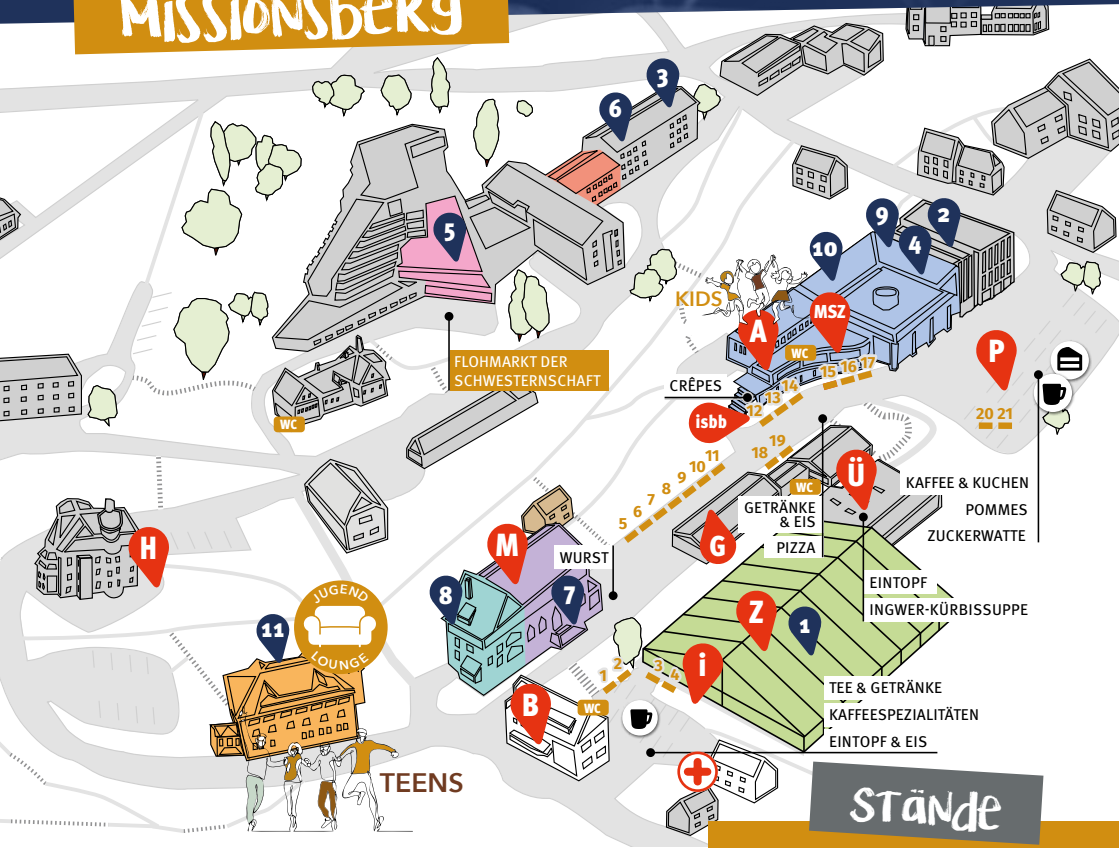 MISSIONSBERG
3
6
5
9
2
4
10
KIDS
A
MSZ
WC
P
FLOHMARKT DER
SCHWESTERNSCHAFT
CRÊPES
isbb
12
13
14
15 16 17
20 21
WC
18
19
5
6
7
8
9
10
11
WC
Ü
GETRÄNKE
& EIS
PIZZA
G
KAFFEE & KUCHEN
POMMES
ZUCKERWATTE
H
M
WURST
EINTOPF
INGWER-KÜRBISSUPPE
8
7
JUGEND
LOUNGE
11
Z
1
1
2
3
4
i
B
WC
TEE & GETRÄNKE
KAFFEESPEZIALITÄTEN
EINTOPF & EIS
TEENS
STÄNDE